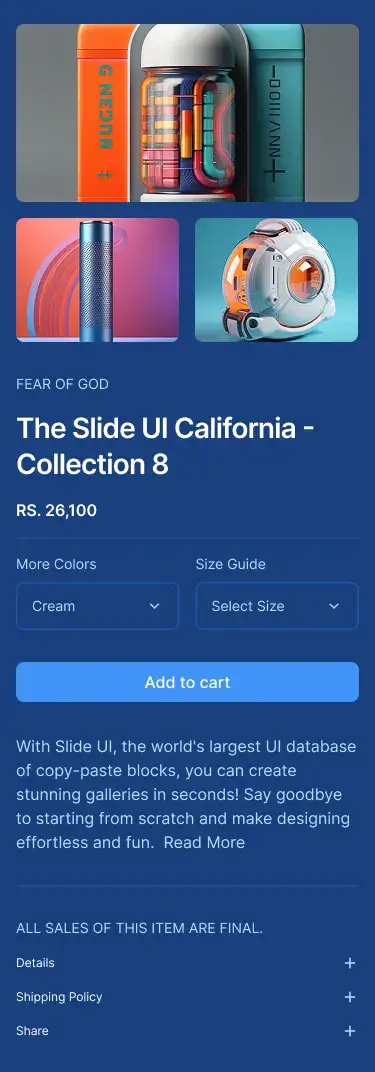 FEAR OF GOD
The Slide UI California -
Collection 8
RS. 26,100
More Colors
Size Guide
Cream
Select Size
Add to cart
With Slide UI, the world's largest UI database
of copy-paste blocks, you can create
stunning galleries in seconds! Say goodbye
to starting from scratch and make designing
effortless and fun. Read More
ALL SALES OF THIS ITEM ARE FINAL.
Details
Shipping Policy
Share